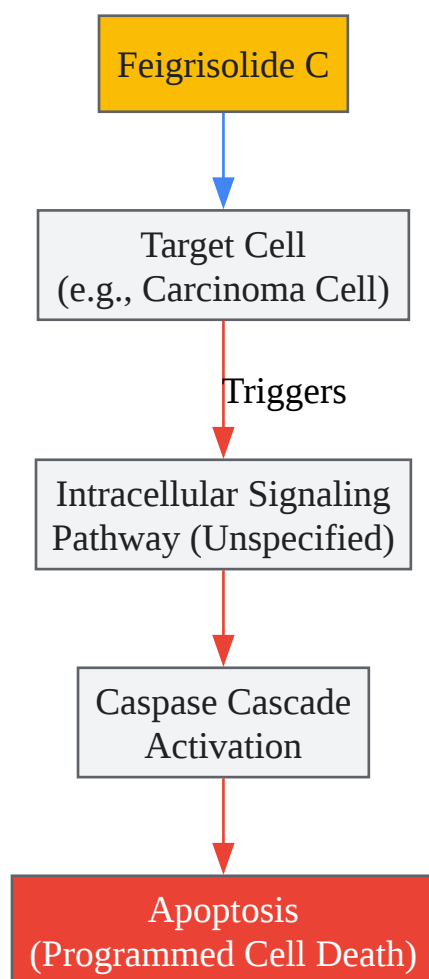 Feigrisolide C
Target Cell
(e.g., Carcinoma Cell)
Triggers
Intracellular Signaling
Pathway (Unspecified)
Caspase Cascade
Activation
Apoptosis
(Programmed Cell Death)